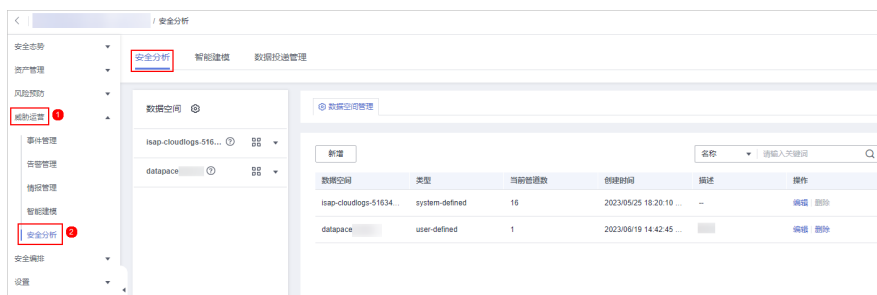 / 安全分析
安全态势
资产管理
风险预防
威胁运营 1
事件管理
告警管理
情报管理
智能建模
安全分析 2
安全编排
设置
安全分析 智能建模 数据投递管理
数据空间
isap-cloudlogs-516...
datapace
数据空间管理
新增 名称 请输入关键词
数据空间 类型 当前管道数 创建时间 描述 操作
isap-cloudlogs-51634... system-defined 16 2023/05/25 18:20:10 ... -- 编辑 删除
datapace user-defined 1 2023/06/19 14:42:45 ... 编辑 删除